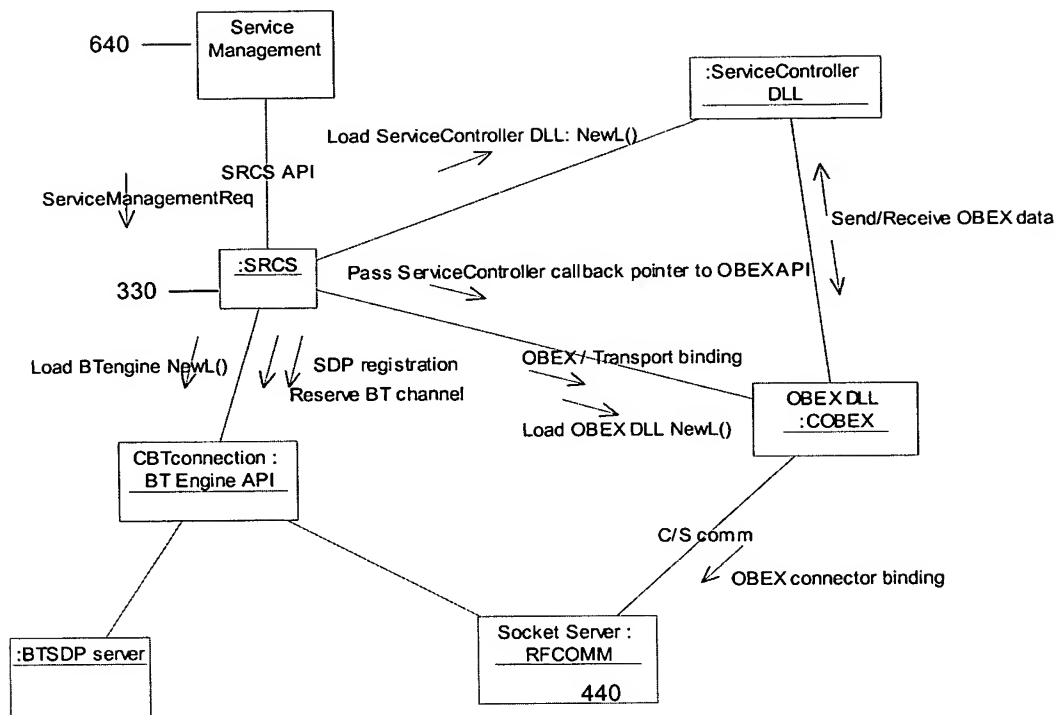 Service
Management
640
:ServiceController
DLL
Load ServiceController DLL: NewL()
SRCS API
ServiceManagementReq
Send/Receive OBEX data
:SRCS
330
Pass ServiceController callback pointer to OBEX API
Load BTengine NewL()
SDP registration
Reserve BT channel
OBEX / Transport binding
Load OBEX DLL NewL()
OBEX DLL
:COBEX
CBTconnection :
BT Engine API
C/S comm
OBEX connector binding
:BTSDP server
Socket Server :
RFCOMM
440